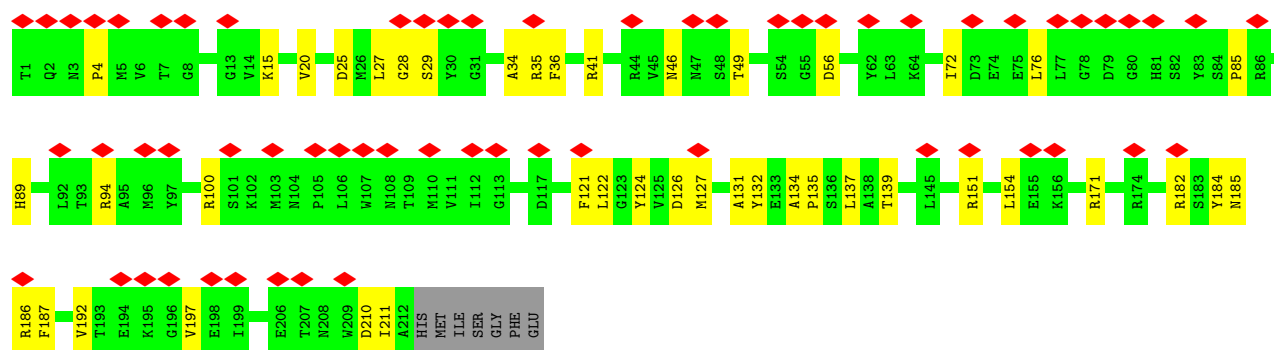 T1 Q2 N3 P4 M5 V6 T7 G8 G13 V14 K15 V20 D25 M26 L27 G28 S29 Y30 G31 A34 R35 F36 R41 R44 V45 N46 N47 S48 T49 S54 G55 D56 Y62 L63 K64 I72 D73 E74 E75 L76 L77 G78 D79 G80 H81 S82 Y83 S84 P85 R86
H89 L92 T93 R94 A95 M96 Y97 R100 S101 K102 M103 N104 P105 L106 W107 N108 T109 M110 V111 I112 G113 D117 F121 L122 G123 Y124 V125 D126 M127 A131 Y132 E133 A134 P135 S136 L137 A138 T139 L145 R151 L154 E155 K156 R171 R174 R182 S183 Y184 N185
R186 F187 V192 T193 E194 K195 G196 V197 E198 I199 E206 T207 N208 W209 D210 I211 A212 HIS MET ILE SER GLY PHE GLU